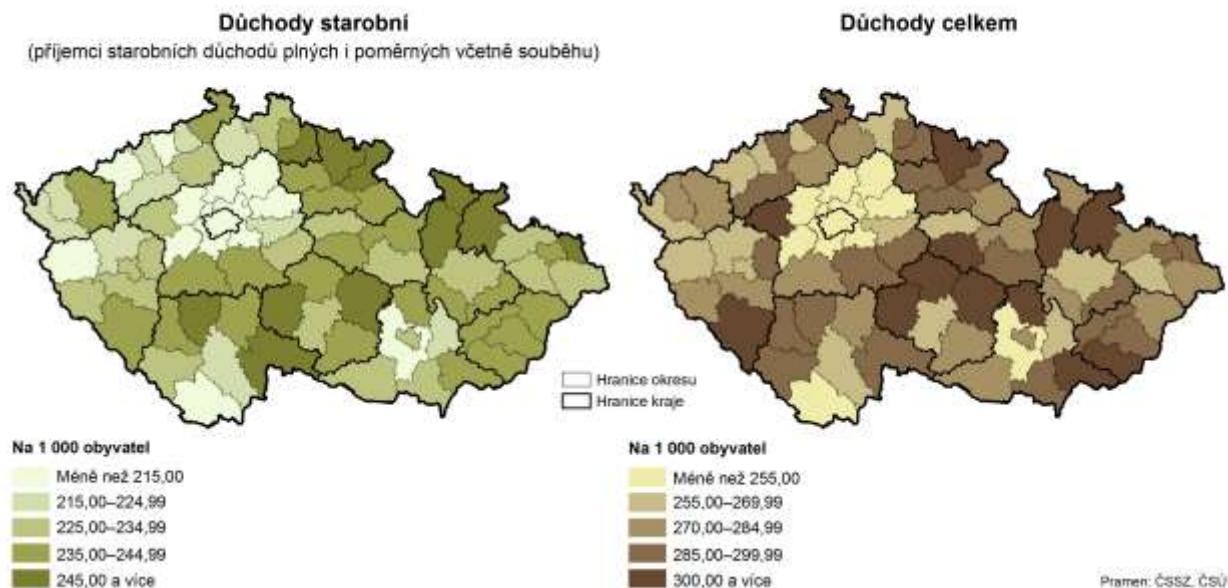 Důchody starobní
(příjemci starobních důchodů plných i poměrných včetně souběhu)
Důchody celkem
Hranice okresu
Hranice kraje
Na 1 000 obyvatel
Méně než 215,00
215,00–224,99
225,00–234,99
235,00–244,99
245,00 a více
Na 1 000 obyvatel
Méně než 255,00
255,00–269,99
270,00–284,99
285,00–299,99
300,00 a více
Pramen: ČSSZ, ČSÚ